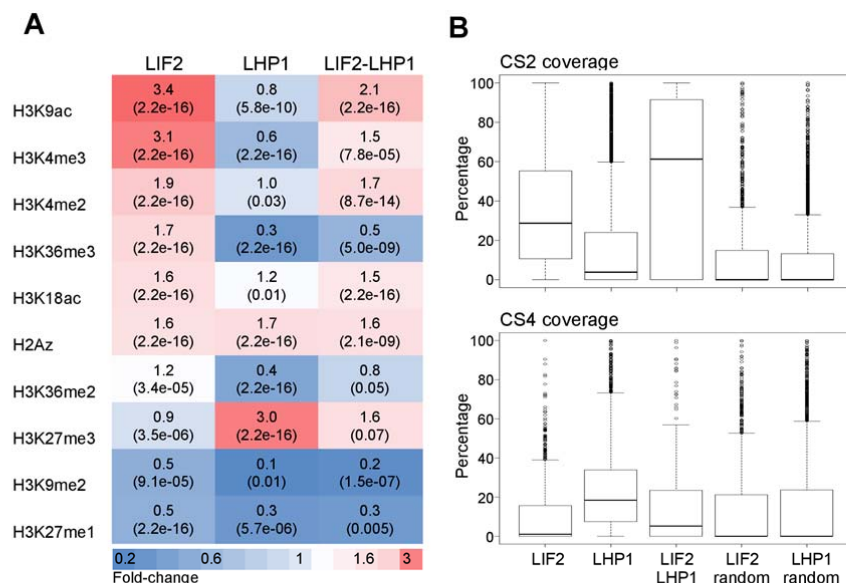 A
LIF2 LHP1 LIF2-LHP1
H3K9ac 3.4 0.8 2.1
(2.2e-16) (5.8e-10) (2.2e-16)
H3K4me3 3.1 0.6 1.5
(2.2e-16) (2.2e-16) (7.8e-05)
H3K4me2 1.9 1.0 1.7
(2.2e-16) (0.03) (8.7e-14)
H3K36me3 1.7 0.3 0.5
(2.2e-16) (2.2e-16) (5.0e-09)
H3K18ac 1.6 1.2 1.5
(2.2e-16) (0.01) (2.2e-16)
H2Az 1.6 1.7 1.6
(2.2e-16) (2.2e-16) (2.1e-09)
H3K36me2 1.2 0.4 0.8
(3.4e-05) (2.2e-16) (0.05)
H3K27me3 0.9 3.0 1.6
(3.5e-06) (2.2e-16) (0.07)
H3K9me2 0.5 0.1 0.2
(9.1e-05) (0.01) (1.5e-07)
H3K27me1 0.5 0.3 0.3
(2.2e-16) (5.7e-06) (0.005)
0.2 0.6 1 1.6 3
Fold-change
B
CS2 coverage
Percentage
100
80
60
40
20
0
CS4 coverage
Percentage
100
80
60
40
20
0
LIF2 LHP1 LIF2 LIF2 LHP1
LHP1 random random